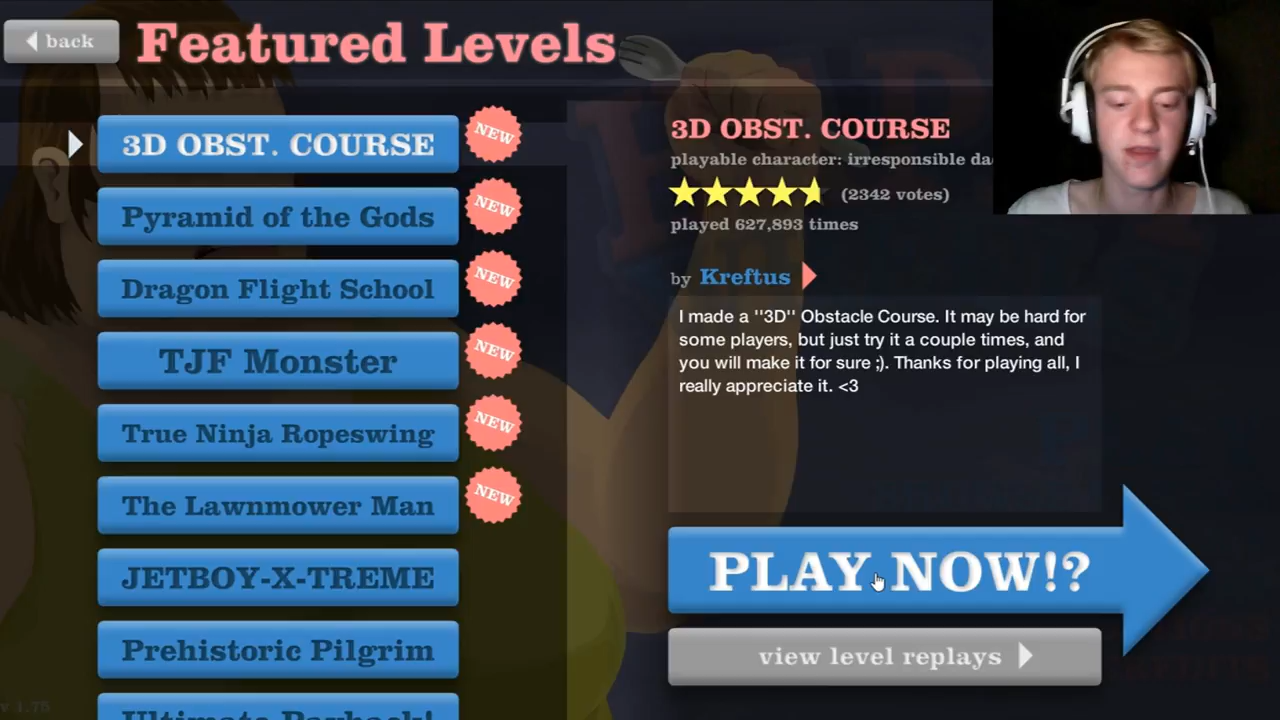 back
Featured Levels
3D OBST. COURSE
NEW
Pyramid of the Gods
NEW
Dragon Flight School
NEW
TJF Monster
NEW
True Ninja Ropeswing
NEW
The Lawnmower Man
NEW
JETBOY-X-TREME
Prehistoric Pilgrim
Ultimate Payback!
v 1.75
3D OBST. COURSE
playable character: irresponsible da
(2342 votes)
played 627,893 times
by Kreftus
I made a ''3D'' Obstacle Course. It may be hard for
some players, but just try it a couple times, and
you will make it for sure ;). Thanks for playing all, I
really appreciate it. <3
PLAY NOW!?
view level replays